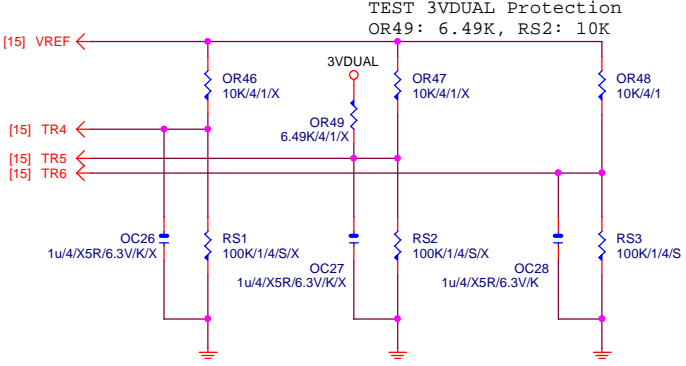 TEST 3VDUAL Protection
OR49: 6.49K, RS2: 10K
[15] VREF
3VDUAL
OR46
10K/4/1/X
OR47
10K/4/1/X
OR48
10K/4/1
OR49
6.49K/4/1/X
[15] TR4
[15] TR5
[15] TR6
OC26
1u/4/X5R/6.3V/K/X
RS1
100K/1/4/S/X
OC27
1u/4/X5R/6.3V/K/X
RS2
100K/1/4/S/X
OC28
1u/4/X5R/6.3V/K
RS3
100K/1/4/S